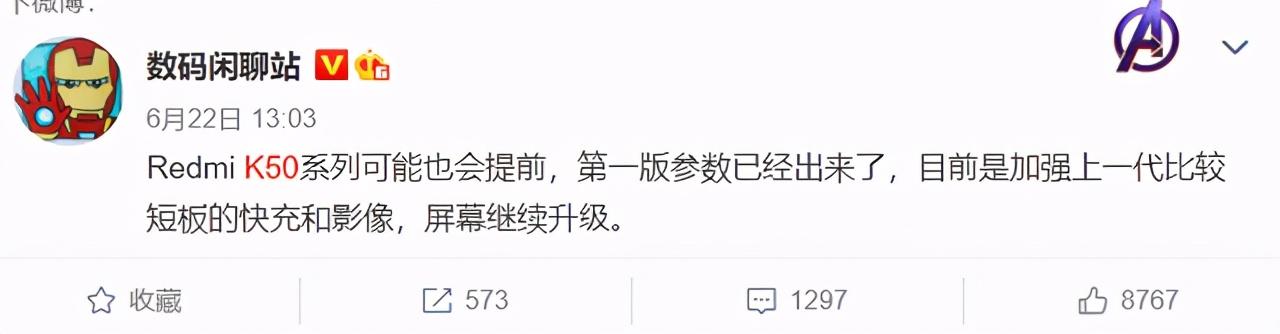 下微博：
数码闲聊站
6月22日 13:03
Redmi K50系列可能也会提前，第一版参数已经出来了，目前是加强上一代比较
短板的快充和影像，屏幕继续升级。
收藏 573 1297 8767